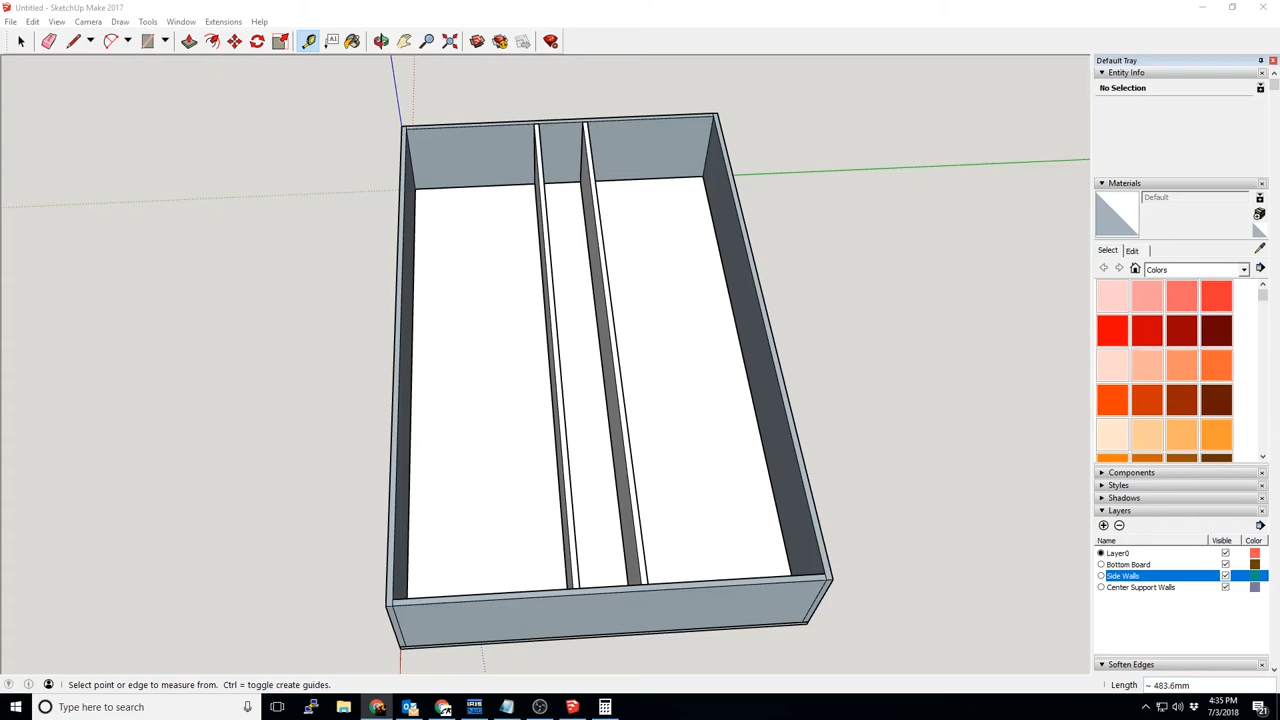 Untitled - SketchUp Make 2017
File Edit View Camera Draw Tools Window Extensions Help
Default Tray
Entity Info
No Selection
Materials
Default
Select Edit
Colors
Components
Styles
Shadows
Layers
Name Visible Color
Layer0
Bottom Board
Side Walls
Center Support Walls
Soften Edges
Select point or edge to measure from. Ctrl = toggle create guides.
Length ~ 483.6mm
Type here to search
4:35 PM
7/3/2018
21